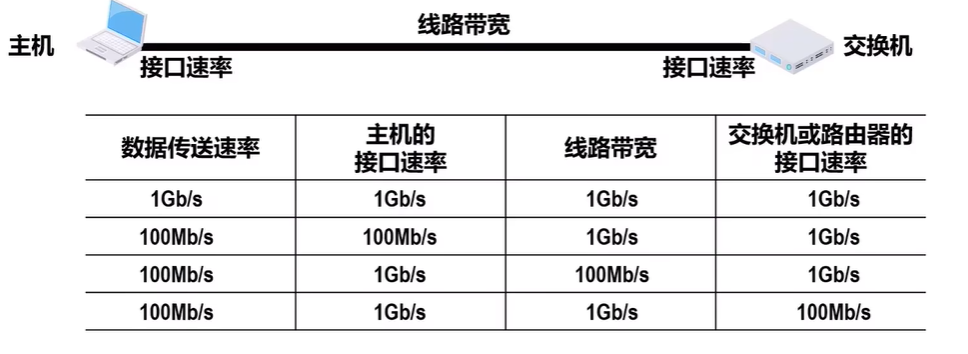 线路带宽
主机
交换机
接口速率
接口速率
数据传送速率
主机的
接口速率
线路带宽
交换机或路由器的
接口速率
1Gb/s 1Gb/s 1Gb/s 1Gb/s
100Mb/s 100Mb/s 1Gb/s 1Gb/s
100Mb/s 1Gb/s 100Mb/s 1Gb/s
100Mb/s 1Gb/s 1Gb/s 100Mb/s